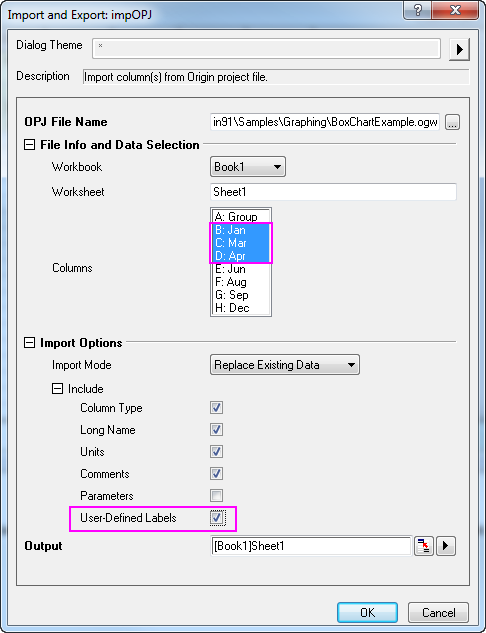 Import and Export: impOPJ
Dialog Theme *
Description Import column(s) from Origin project file.
OPJ File Name in91\Samples\Graphing\BoxChartExample.ogw ...
File Info and Data Selection
Workbook Book1
Worksheet Sheet1
Columns
A: Group
B: Jan
C: Mar
D: Apr
E: Jun
F: Aug
G: Sep
H: Dec
Import Options
Import Mode Replace Existing Data
Include
Column Type
Long Name
Units
Comments
Parameters
User-Defined Labels
Output [Book1]Sheet1
OK Cancel